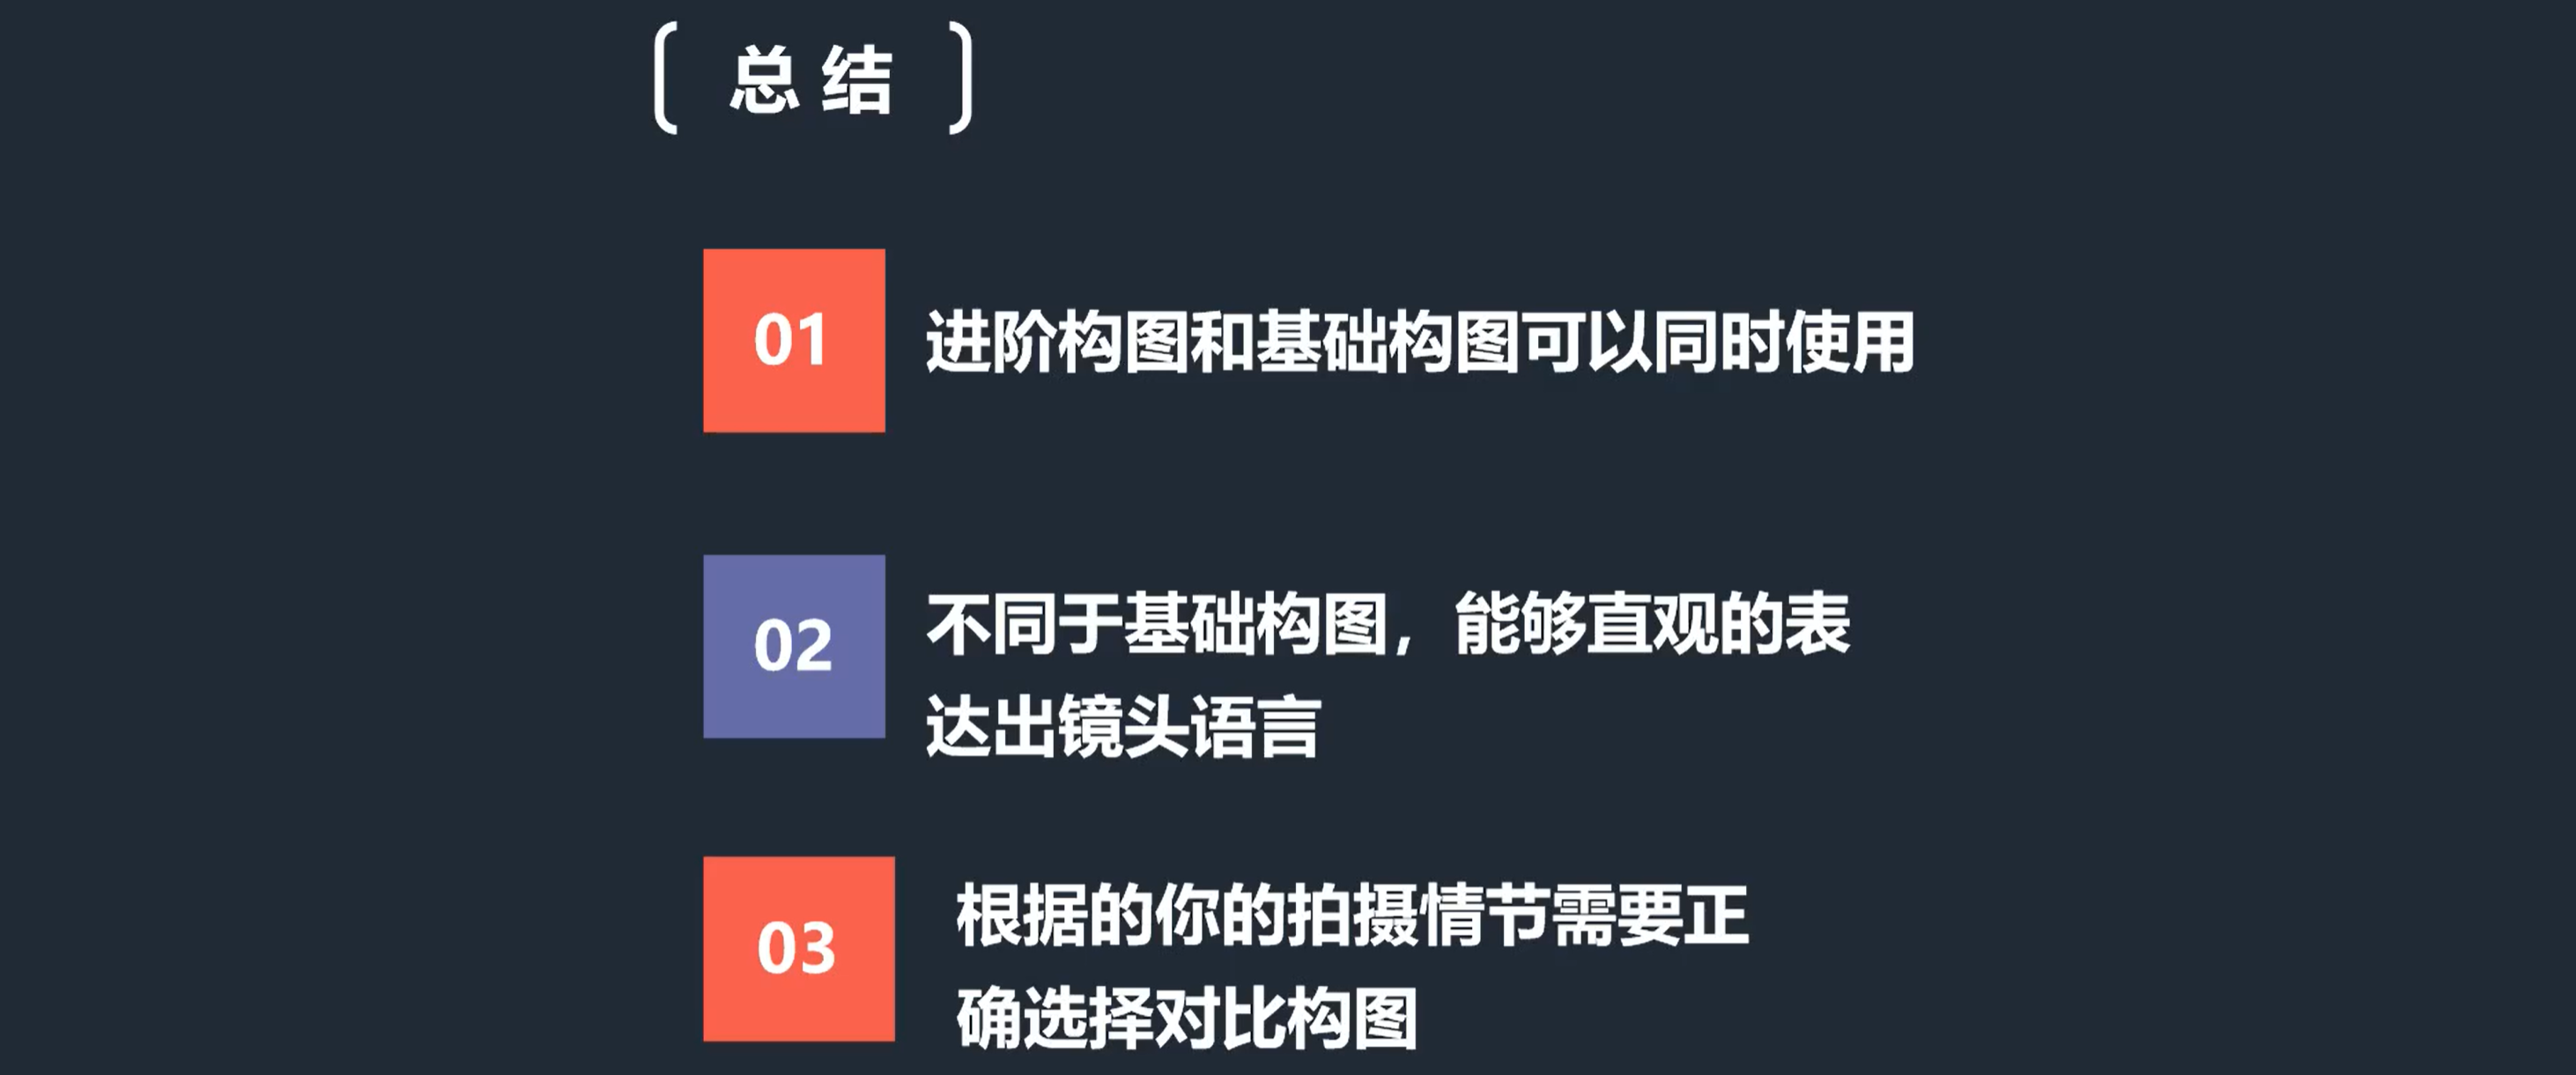 总结
01
进阶构图和基础构图可以同时使用
02
不同于基础构图，能够直观的表
达出镜头语言
03
根据的你的拍摄情节需要正
确选择对比构图